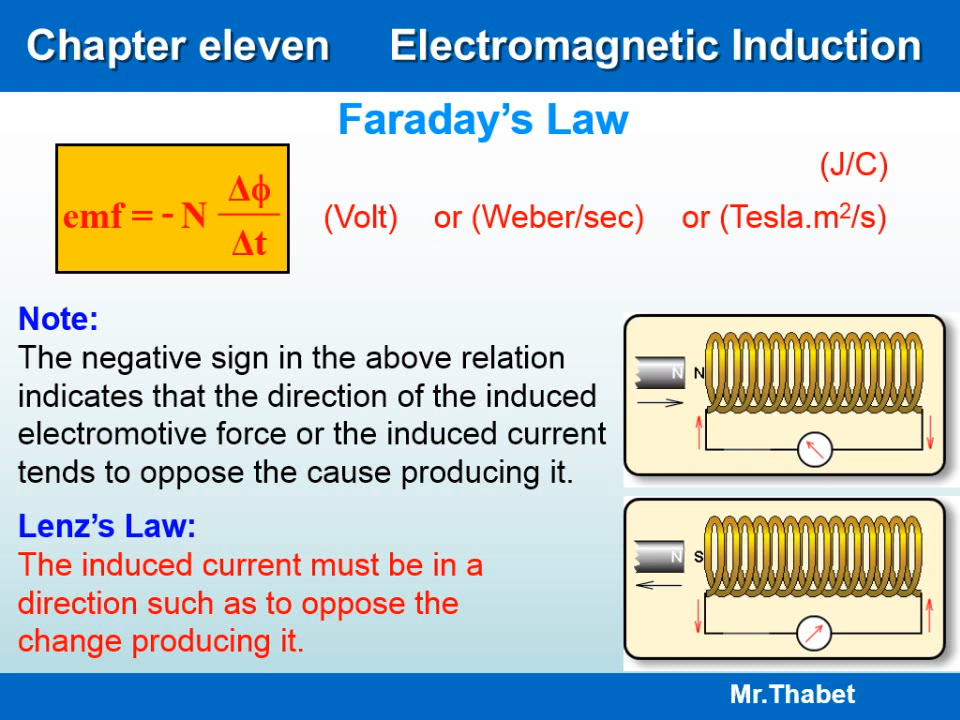 Chapter eleven Electromagnetic Induction
Faraday's Law
(J/C)
emf = - N Δϕ/Δt (Volt) or (Weber/sec) or (Tesla.m²/s)
Note:
The negative sign in the above relation
indicates that the direction of the induced
electromotive force or the induced current
tends to oppose the cause producing it.
N N
Lenz's Law:
The induced current must be in a
direction such as to oppose the
change producing it.
N S
Mr.Thabet